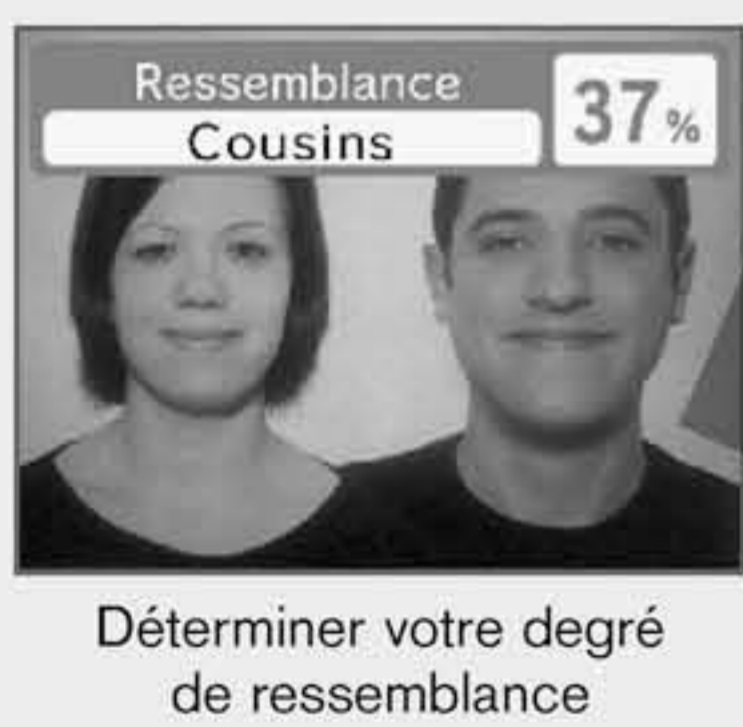 Ressemblance
37%
Cousins
Déterminer votre degré
de ressemblance